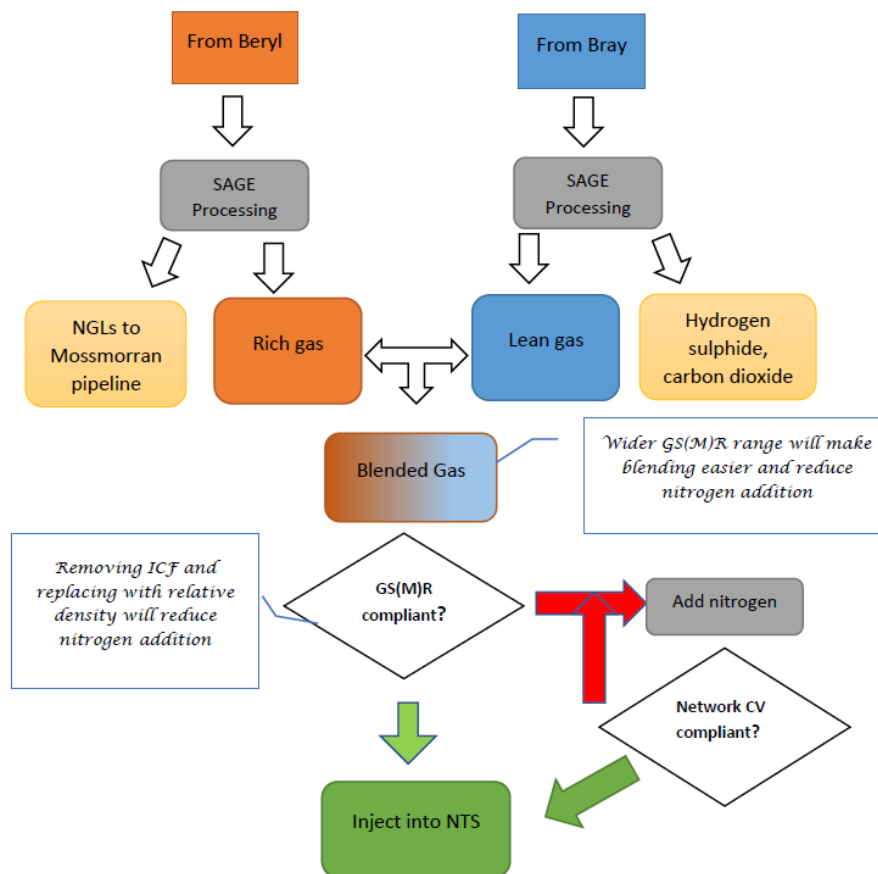 From Beryl
From Bray
SAGE
Processing
SAGE
Processing
NGLs to
Mossmorran
pipeline
Rich gas
Lean gas
Hydrogen
sulphide,
carbon dioxide
Blended Gas
Wider GS(M)R range will make
blending easier and reduce
nitrogen addition
Removing ICF and
replacing with relative
density will reduce
nitrogen addition
GS(M)R
compliant?
Add nitrogen
Network CV
compliant?
Inject into NTS